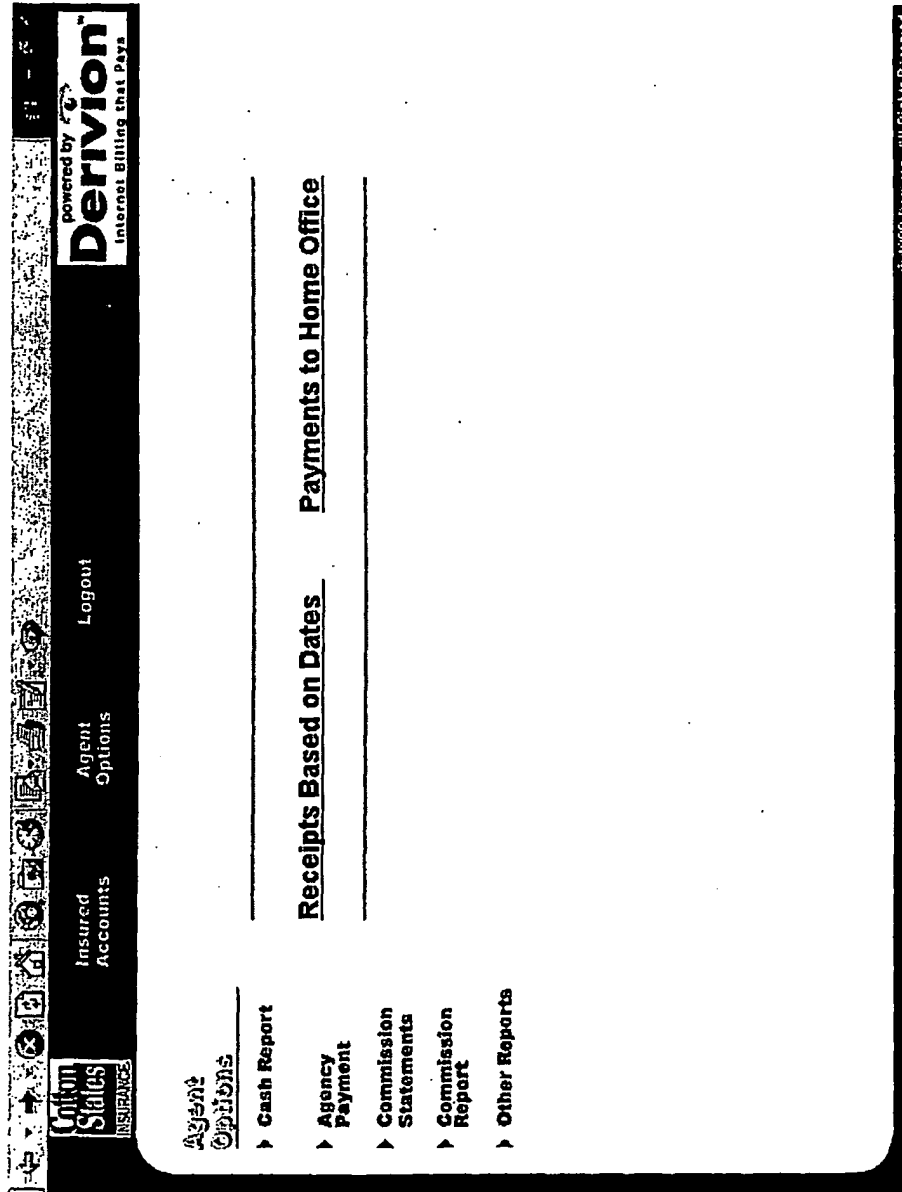 Cotton
States
INSURANCE
Insured
Accounts
Agent
Options
Logout
powered by
Derivion™
Internet Billing that Pays
Agent
Options
Cash Report
Agency
Payment
Commission
Statements
Commission
Report
Other Reports
Receipts Based on Dates
Payments to Home Office